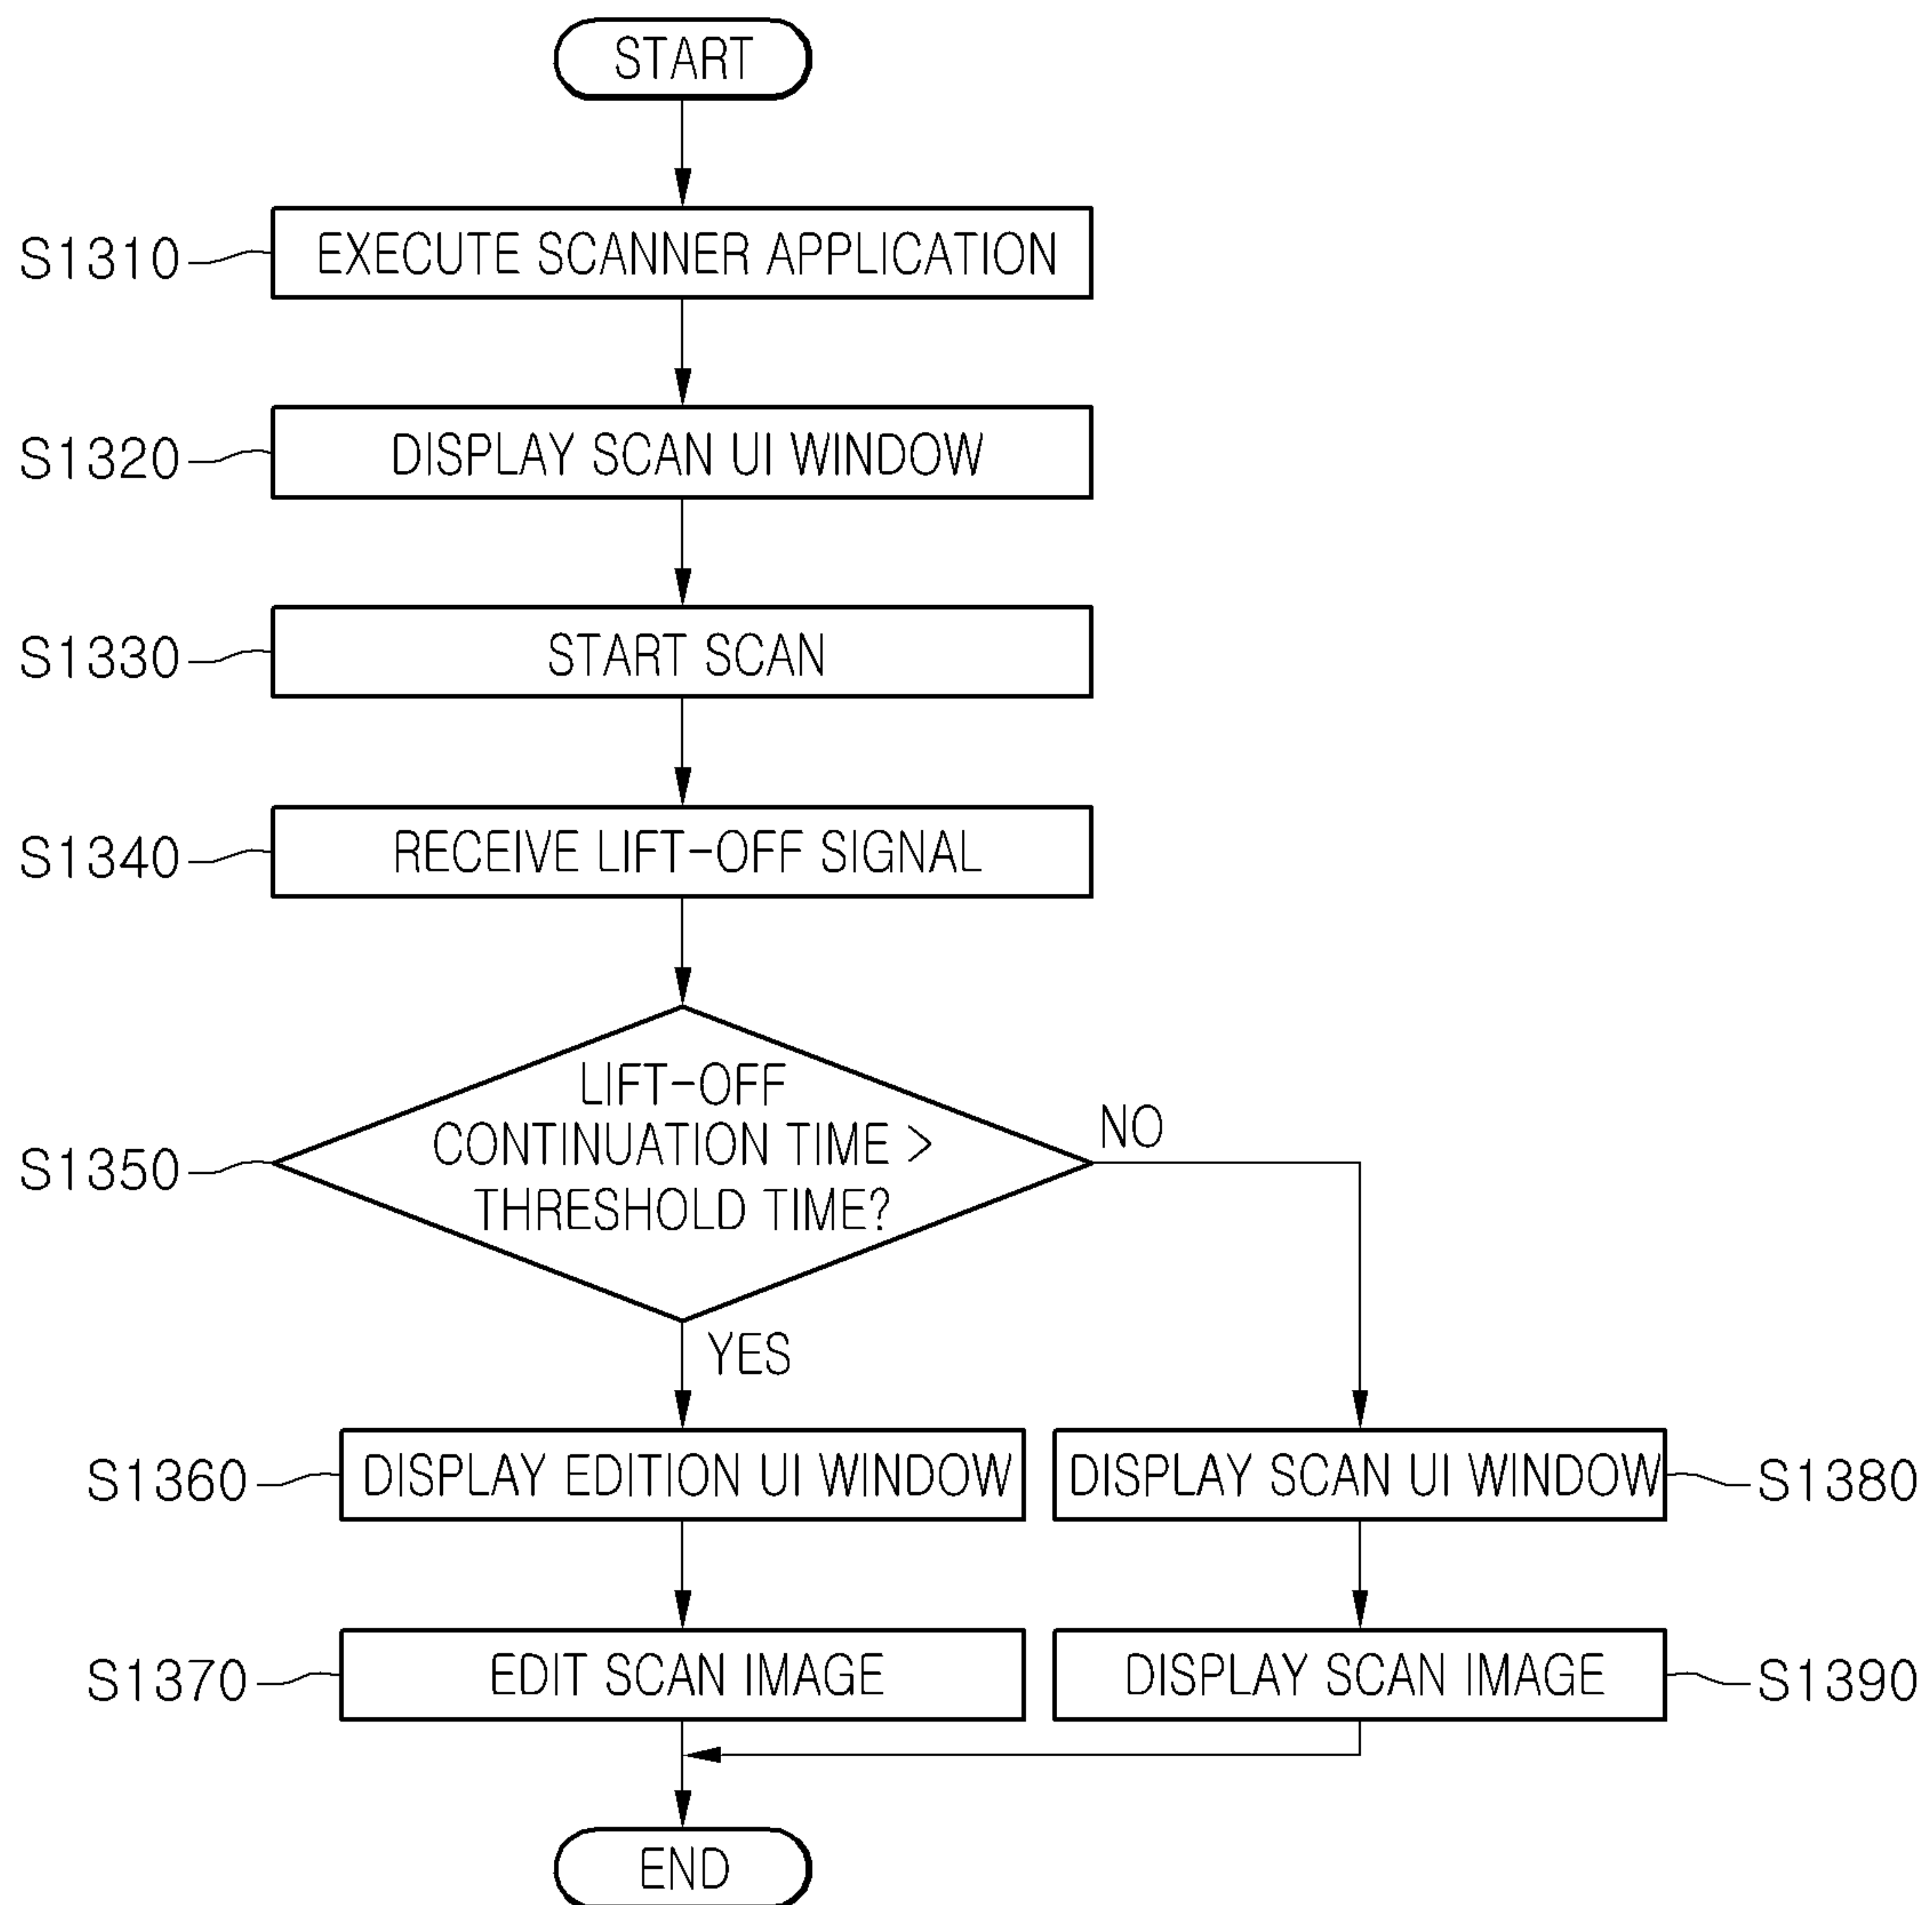 START
S1310
EXECUTE SCANNER APPLICATION
S1320
DISPLAY SCAN UI WINDOW
S1330
START SCAN
S1340
RECEIVE LIFT-OFF SIGNAL
S1350
LIFT-OFF
CONTINUATION TIME >
THRESHOLD TIME?
NO
YES
S1360
DISPLAY EDITION UI WINDOW
DISPLAY SCAN UI WINDOW
S1380
S1370
EDIT SCAN IMAGE
DISPLAY SCAN IMAGE
S1390
END